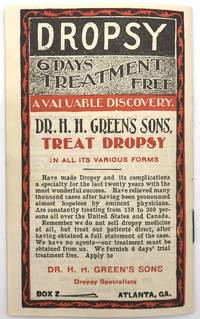 DROPSY
6 DAYS
TREATMENT
FREE
A VALUABLE DISCOVERY.
DR. H. H. GREEN'S SONS,
TREAT DROPSY
IN ALL ITS VARIOUS FORMS
Have made Dropsy and its complications
a specialty for the last twenty years with the
most wonderful success. Have relieved many
thousand cases after having been pronounced
almost hopeless by eminent physicians.
Are constantly treating from 150 to 300 per-
sons all over the United States and Canada.
Remember we do not sell dropsy medicine
at all, but treat our patients direct, after
having obtained a full statement of the case.
We have no agents—our treatment must be
obtained from us. We furnish 6 days' trial
treatment free. Apply to
DR. H. H. GREEN'S SONS
Dropsy Specialists
BOX Z ATLANTA, GA.